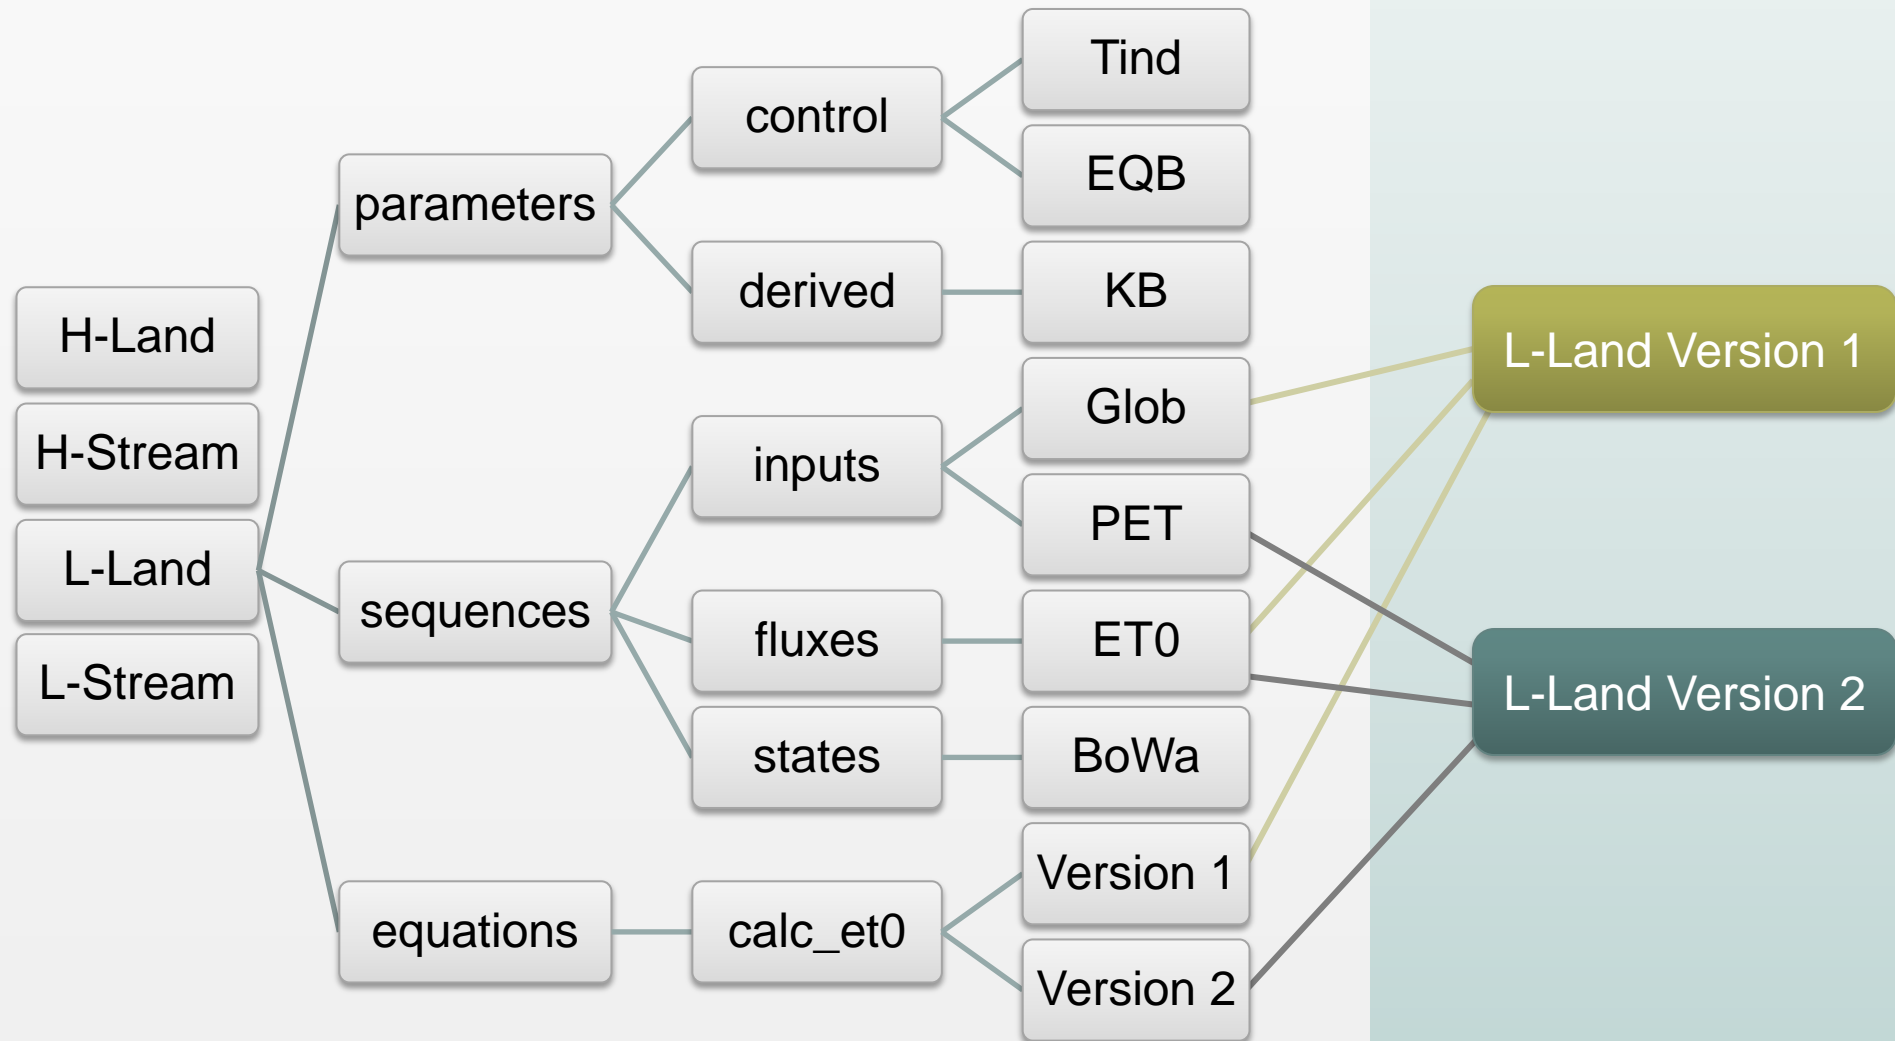 H-Land
H-Stream
L-Land
L-Stream
parameters
sequences
equations
control
derived
inputs
fluxes
states
calc_et0
Tind
EQB
KB
Glob
PET
ET0
BoWa
Version 1
Version 2
L-Land Version 1
L-Land Version 2